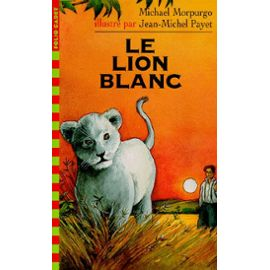 FOLIO CADET
Michael Morpurgo
illustré par Jean-Michel Payet
LE
LION
BLANC